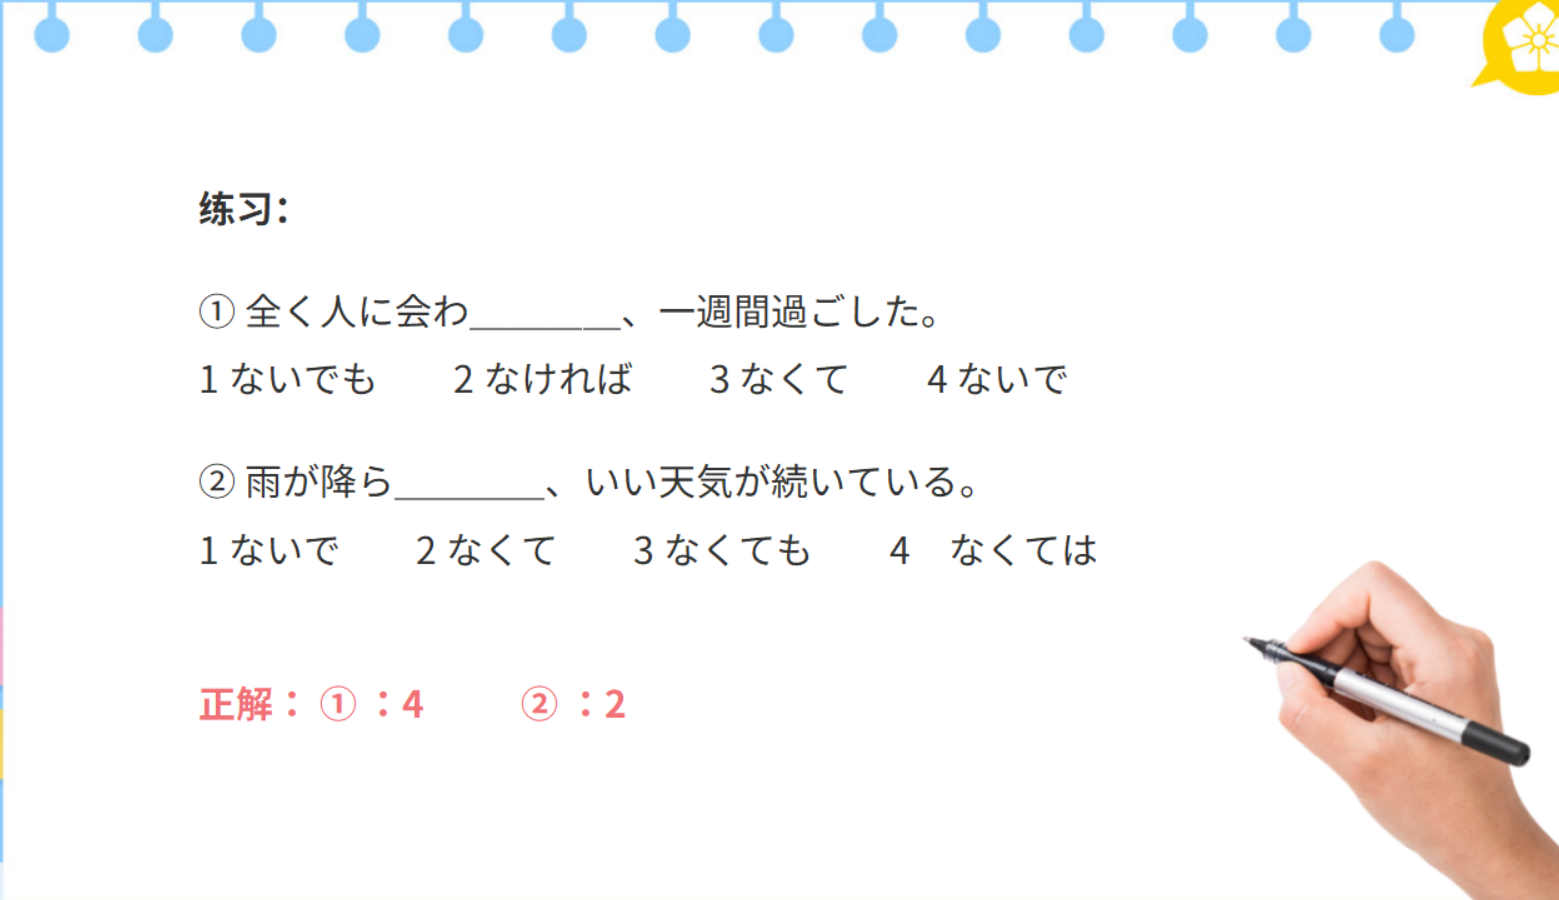 练习：
① 全く人に会わ________、一週間過ごした。
1 ないでも　　2 なければ　　3 なくて　　4 ないで
② 雨が降ら________、いい天気が続いている。
1 ないで　　2 なくて　　3 なくても　　4　なくては
正解： ① ：4　　② ：2